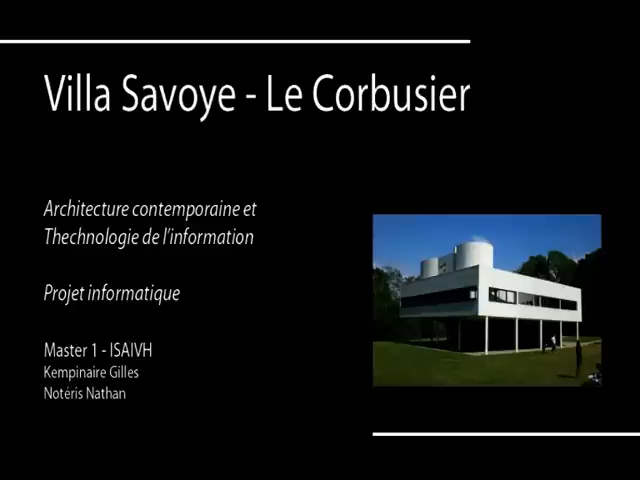 Villa Savoye - Le Corbusier
Architecture contemporaine et
Thechnologie de l'information
Projet informatique
Master 1 - ISAIVH
Kempinaire Gilles
Notéris Nathan